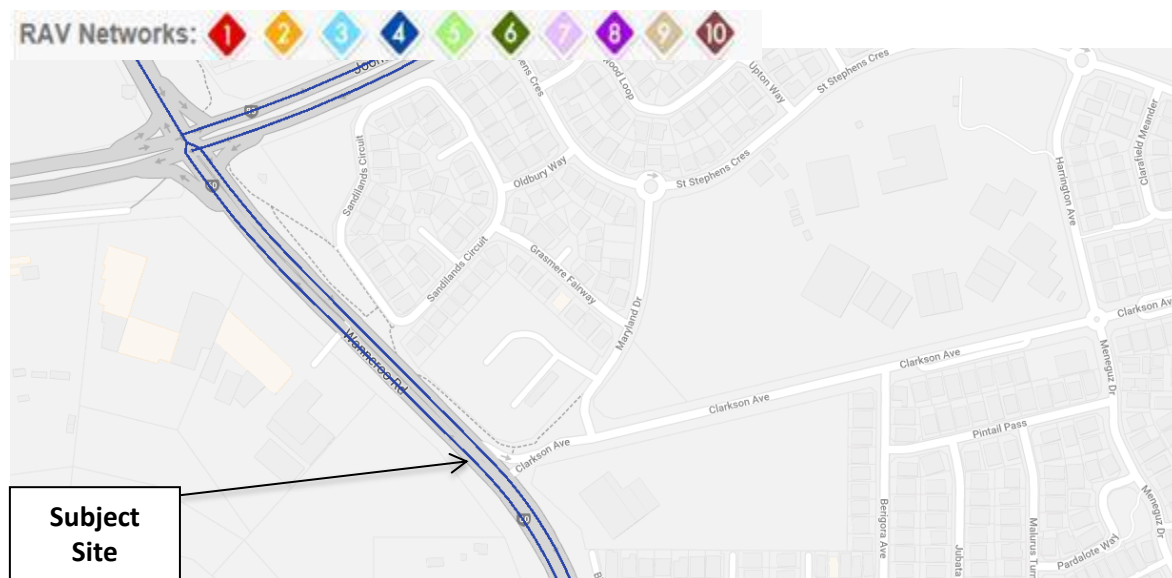 RAV Networks: 1 2 3 4 5 6 7 8 9 10
St Stephens Cres
Upton Way
Sandilands Circuit
Oldbury Way
St Stephens Cres
Harrington Ave
Clarafield Meander
Sandilands Circuit
Grasmere Fairway
Maryland Dr
Wanneroo Rd
Clarkson Ave
Clarkson Ave
Clarkson Ave
Meneguz Dr
Pintail Pass
Clarkson Ave
Subject
Site
60
60
85
Berigora Ave
Jubata
Malurus Turn
Pardalote Way
Meneguz Dr